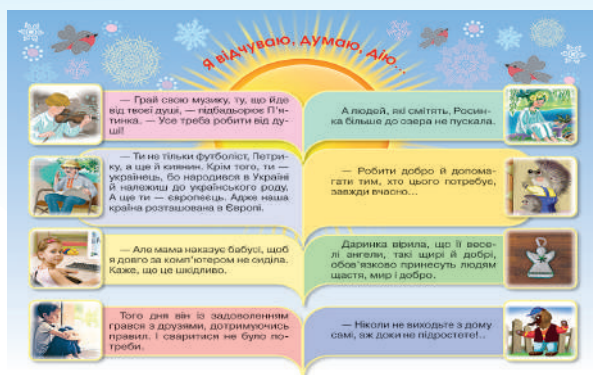 Я відчуваю, думаю, дію...
— Грай свою музику, ту, що йде
від твоєї душі, — підбадьорює П'я-
тинка. — Усе треба робити від ду-
ші!
А людей, які смітять, Росин-
ка більше до озера не пускала.
— Ти не тільки футболіст, Петри-
ку, а ще й киянин. Крім того, ти —
українець, бо народився в Україні
й належиш до українського роду.
А ще ти — європеєць. Адже наша
країна розташована в Європі.
— Робити добро й допома-
гати тим, хто цього потребує,
завжди вчасно...
— Але мама наказує бабусі, щоб
я довго за комп'ютером не сиділа.
Каже, що це шкідливо.
Даринка вірила, що її весе-
лі ангели, такі щирі й добрі,
обов'язково принесуть людям
щастя, мир і добро.
Того дня він із задоволенням
грався з друзями, дотримуючись
правил. І сваритися не було по-
треби.
— Ніколи не виходьте з дому
самі, аж доки не підростете!..